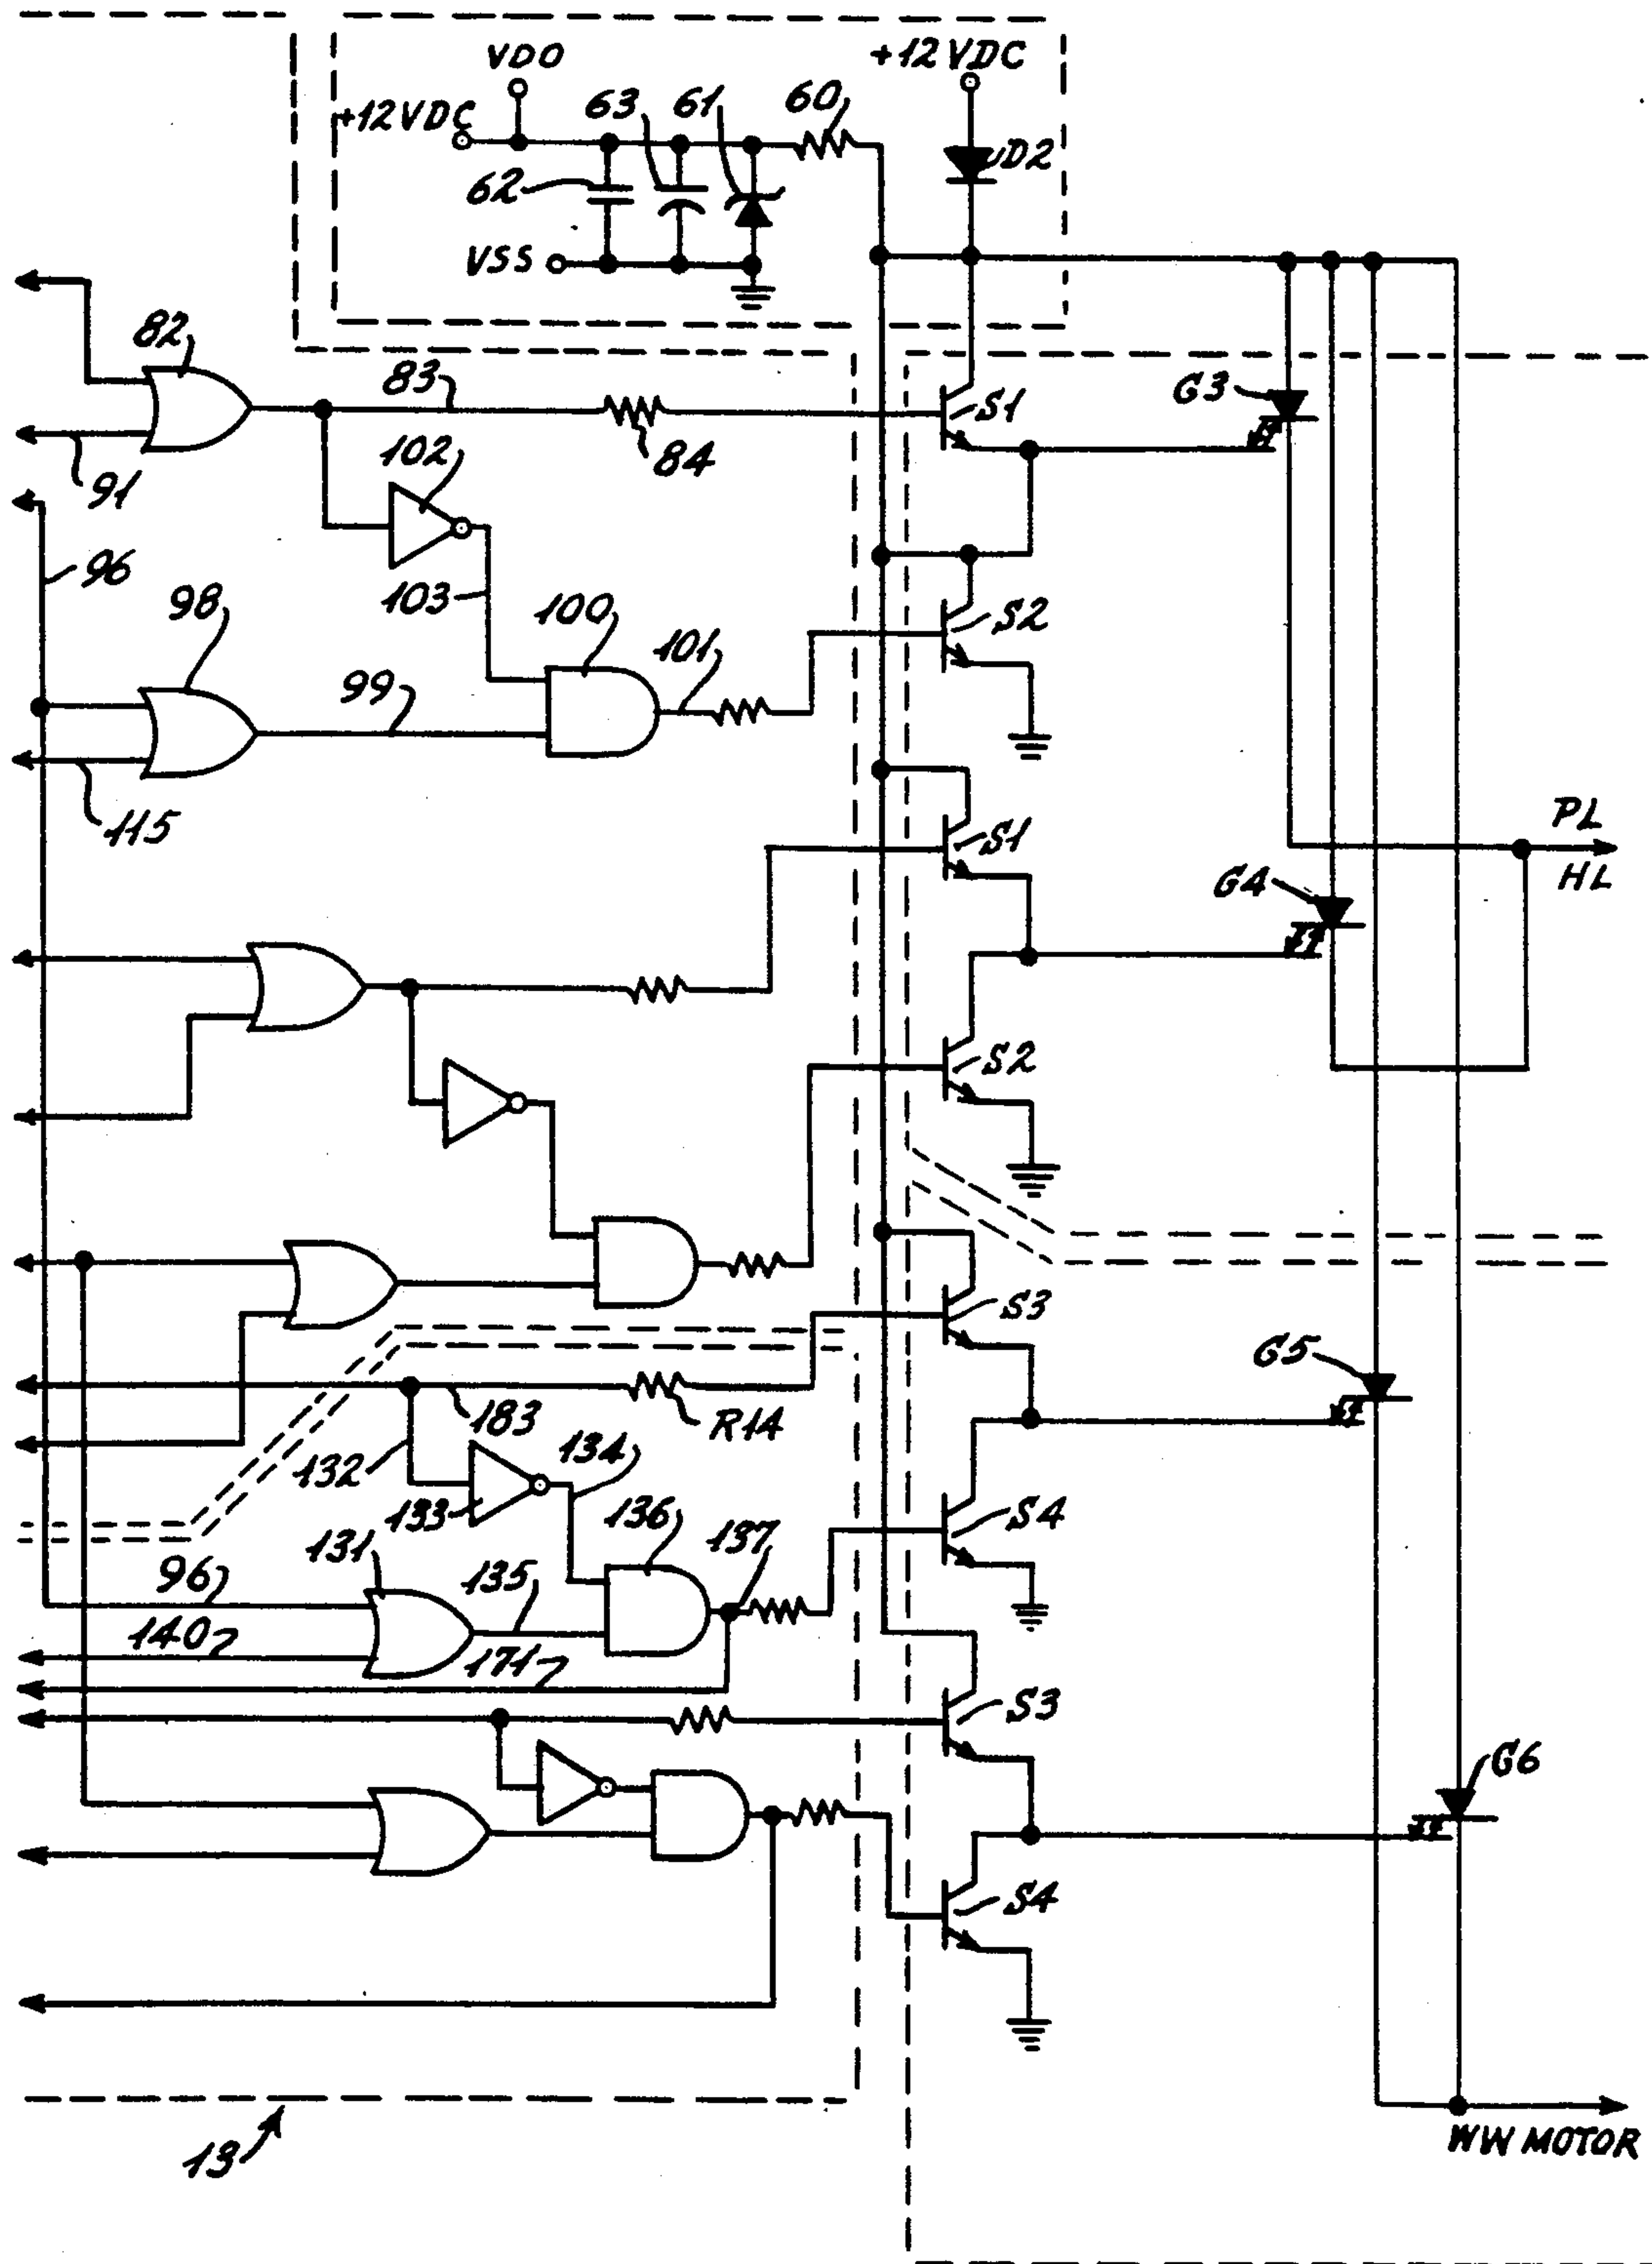 VDO
+12VDC
+12VDC
63
61
60
D2
62
VSS
82
83
S1
G3
102
84
91
96
98
103
100
101
S2
99
115
S1
PL
G4
HL
S2
S3
G5
183
R14
132
134
133
136
S4
131
137
96
135
140
171
S3
G6
S4
13
WW MOTOR